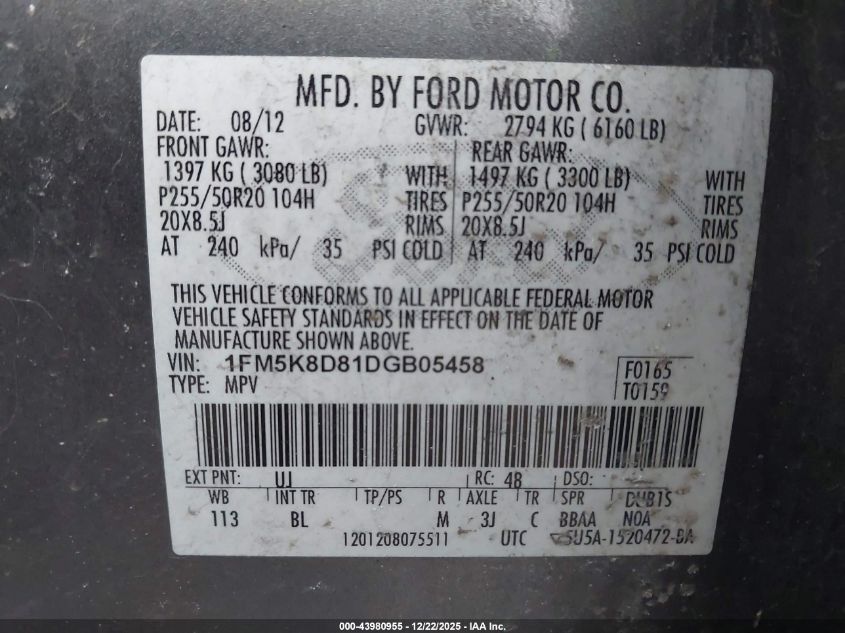 MFD. BY FORD MOTOR CO.
DATE: 08/12 GVWR: 2794 KG ( 6160 LB)
FRONT GAWR: REAR GAWR:
1397 KG ( 3080 LB) WITH 1497 KG ( 3300 LB) WITH
P255/50R20 104H TIRES P255/50R20 104H TIRES
20X8.5J RIMS 20X8.5J RIMS
AT 240 kPa/ 35 PSI COLD AT 240 kPa/ 35 PSI COLD
THIS VEHICLE CONFORMS TO ALL APPLICABLE FEDERAL MOTOR
VEHICLE SAFETY STANDARDS IN EFFECT ON THE DATE OF
MANUFACTURE SHOWN ABOVE.
VIN: 1FM5K8D81DGB05458 F0165
TYPE: MPV T0159
EXT PNT: UJ RC: 48 DSO:
WB INT TR TP/PS R AXLE TR SPR
113 BL M 3J C BBAA N0A
1201208075511 UTC 5U5A-1520472-BA
000-43980955 - 12/22/2025 - IAA Inc.